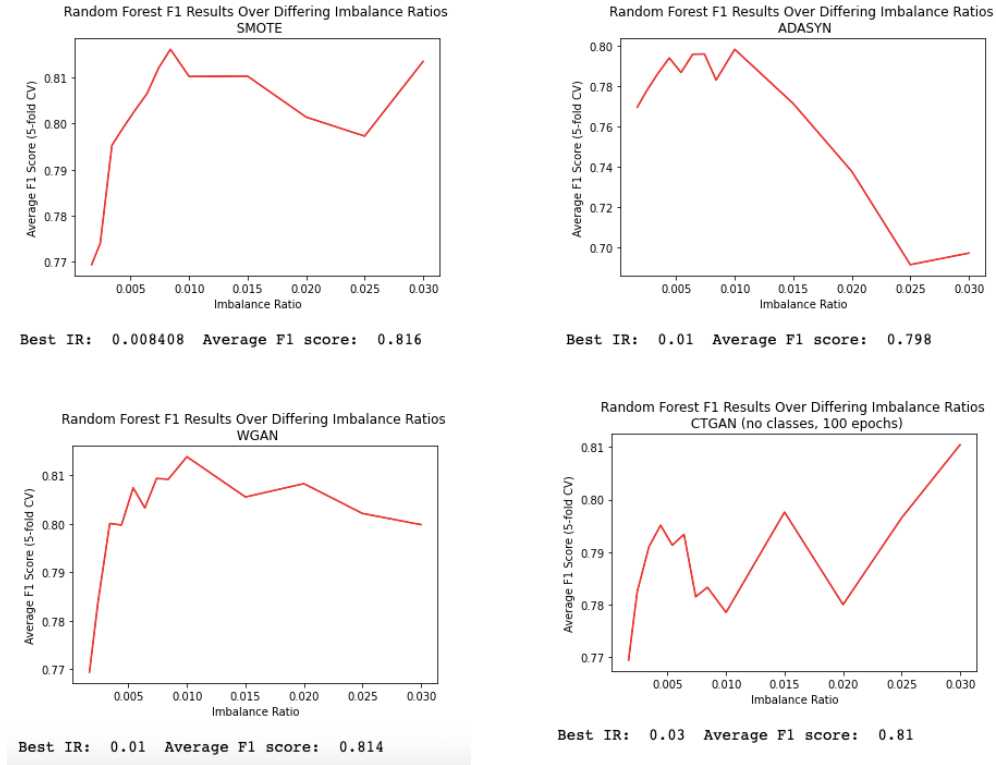 Random Forest F1 Results Over Differing Imbalance Ratios
SMOTE
Average F1 Score (5-fold CV)
0.81
0.80
0.79
0.78
0.77
0.005 0.010 0.015 0.020 0.025 0.030
Imbalance Ratio
Best IR: 0.008408 Average F1 score: 0.816
Random Forest F1 Results Over Differing Imbalance Ratios
ADASYN
Average F1 Score (5-fold CV)
0.80
0.78
0.76
0.74
0.72
0.70
0.005 0.010 0.015 0.020 0.025 0.030
Imbalance Ratio
Best IR: 0.01 Average F1 score: 0.798
Random Forest F1 Results Over Differing Imbalance Ratios
WGAN
Average F1 Score (5-fold CV)
0.81
0.80
0.79
0.78
0.77
0.005 0.010 0.015 0.020 0.025 0.030
Imbalance Ratio
Best IR: 0.01 Average F1 score: 0.814
Random Forest F1 Results Over Differing Imbalance Ratios
CTGAN (no classes, 100 epochs)
Average F1 Score (5-fold CV)
0.81
0.80
0.79
0.78
0.77
0.005 0.010 0.015 0.020 0.025 0.030
Imbalance Ratio
Best IR: 0.03 Average F1 score: 0.81